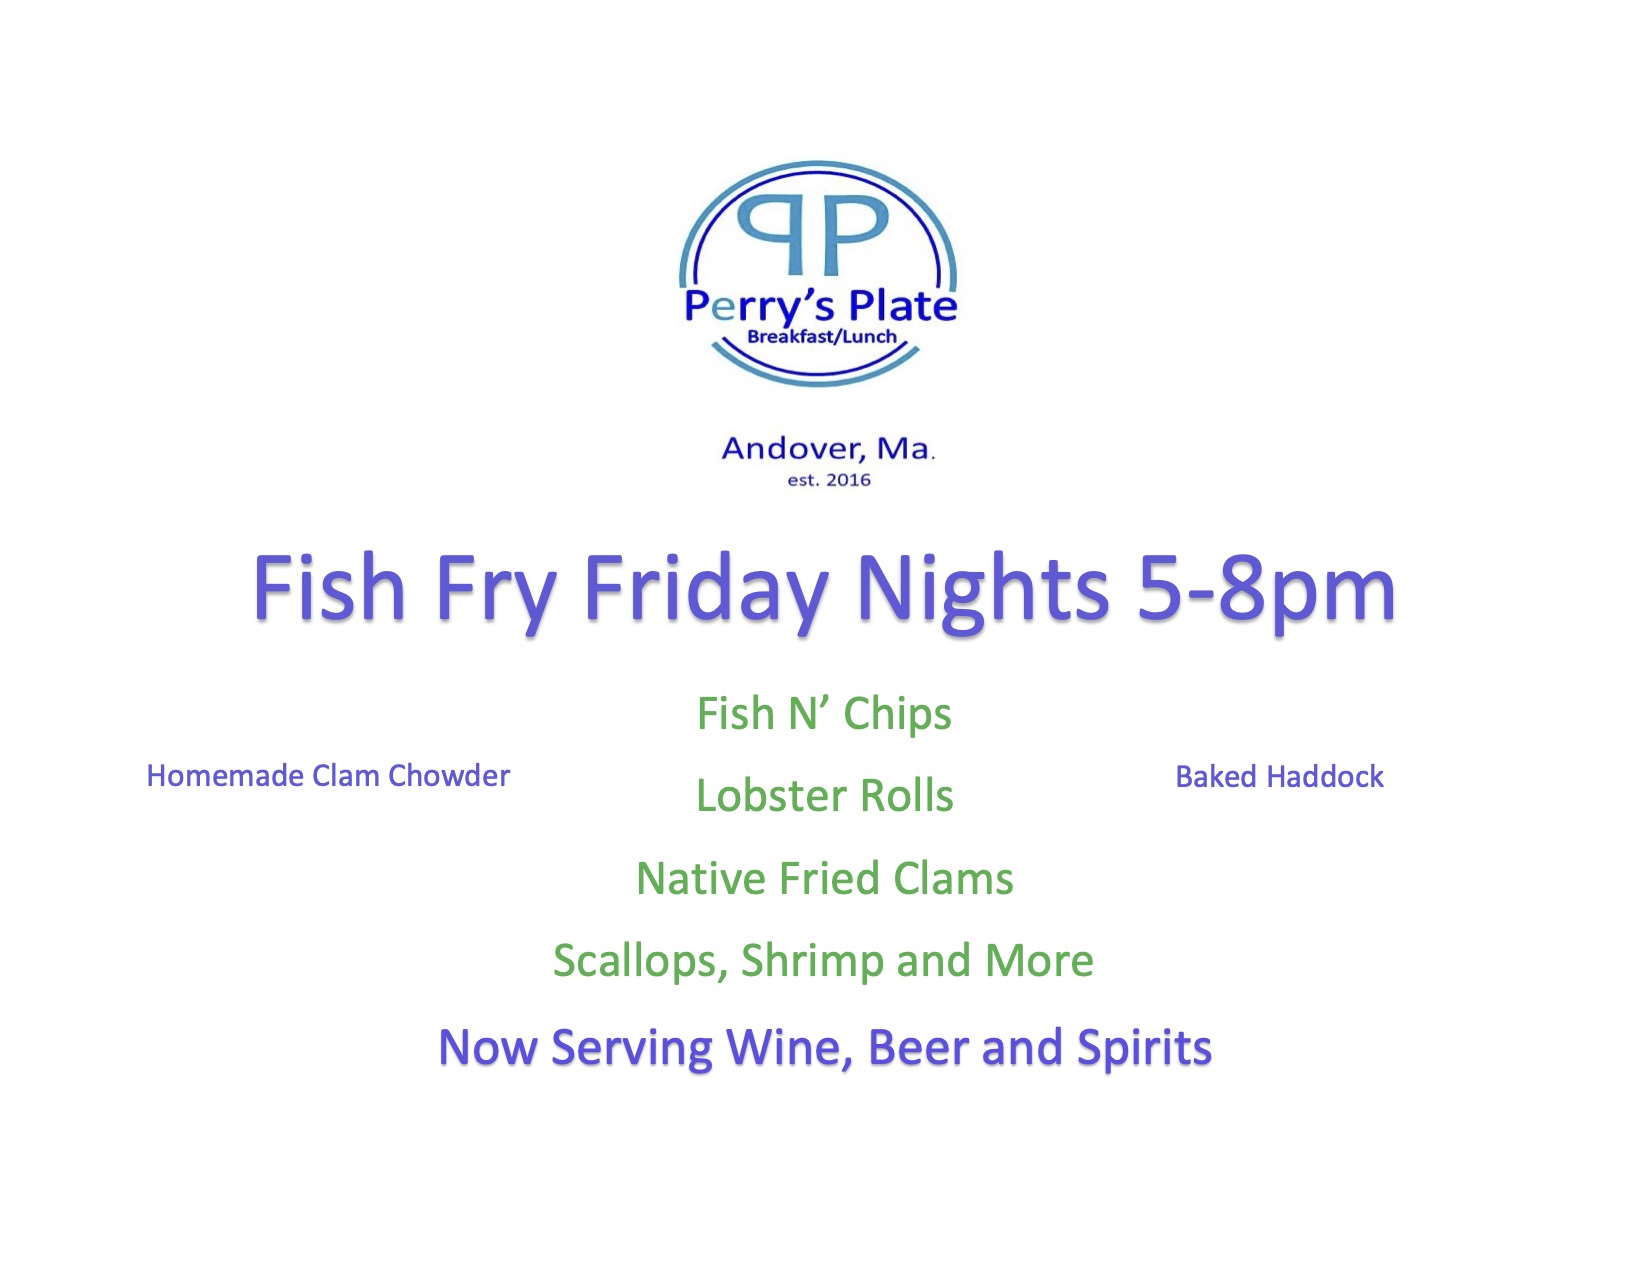 PP
Perry’s Plate
Breakfast/Lunch
Andover, Ma.
est. 2016
Fish Fry Friday Nights 5-8pm
Fish N’ Chips
Homemade Clam Chowder
Lobster Rolls
Baked Haddock
Native Fried Clams
Scallops, Shrimp and More
Now Serving Wine, Beer and Spirits